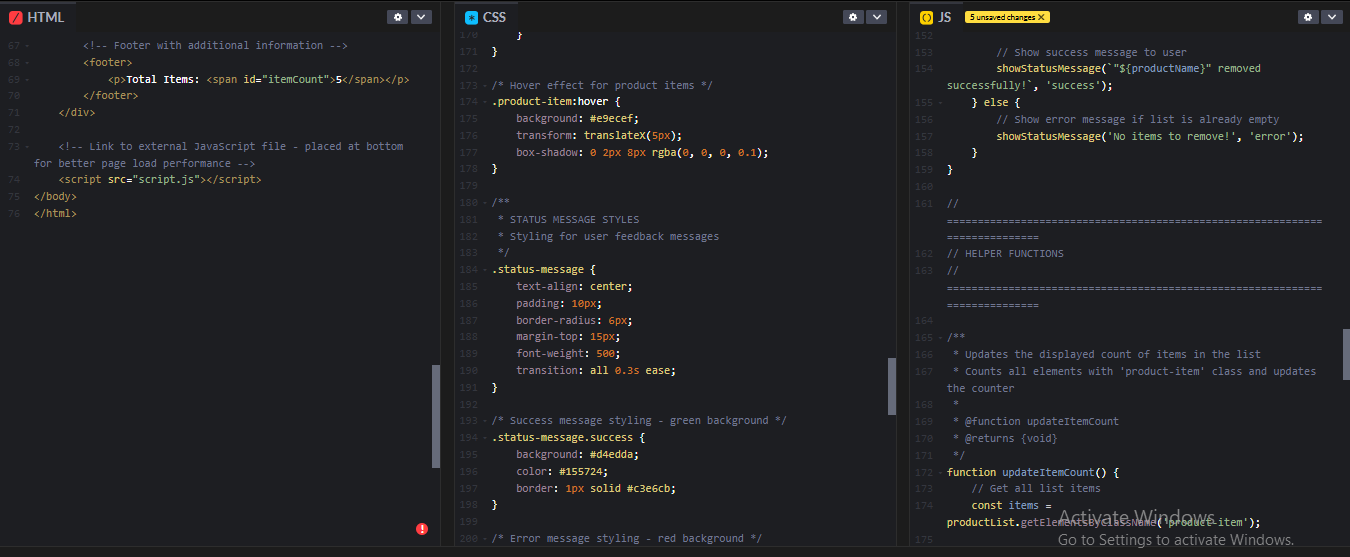 HTML
67 <!-- Footer with additional information -->
68 <footer>
69 <p>Total Items: <span id="itemCount">5</span></p>
70 </footer>
71 </div>
72
73 <!-- Link to external JavaScript file - placed at bottom
for better page load performance -->
74 <script src="script.js"></script>
75 </body>
76 </html>
CSS
170 }
171 }
172
173 /* Hover effect for product items */
174 .product-item:hover {
175 background: #e9ecef;
176 transform: translateX(5px);
177 box-shadow: 0 2px 8px rgba(0, 0, 0, 0.1);
178 }
179
180 /**
181 * STATUS MESSAGE STYLES
182 * Styling for user feedback messages
183 */
184 .status-message {
185 text-align: center;
186 padding: 10px;
187 border-radius: 6px;
188 margin-top: 15px;
189 font-weight: 500;
190 transition: all 0.3s ease;
191 }
192
193 /* Success message styling - green background */
194 .status-message.success {
195 background: #d4edda;
196 color: #155724;
197 border: 1px solid #c3e6cb;
198 }
199
200 /* Error message styling - red background */
JS
5 unsaved changes X
152
153 // Show success message to user
154 showStatusMessage(`"${productName}" removed
successfully!`, 'success');
155 } else {
156 // Show error message if list is already empty
157 showStatusMessage('No items to remove!', 'error');
158 }
159 }
160
161 //
=============================================================
===============
162 // HELPER FUNCTIONS
163 //
=============================================================
===============
164
165 /**
166 * Updates the displayed count of items in the list
167 * Counts all elements with 'product-item' class and updates
the counter
168 *
169 * @function updateItemCount
170 * @returns {void}
171 */
172 function updateItemCount() {
173 // Get all list items
174 const items =
productList.getElementsByClassName('product-item');
175
Activate Windows
Go to Settings to activate Windows.